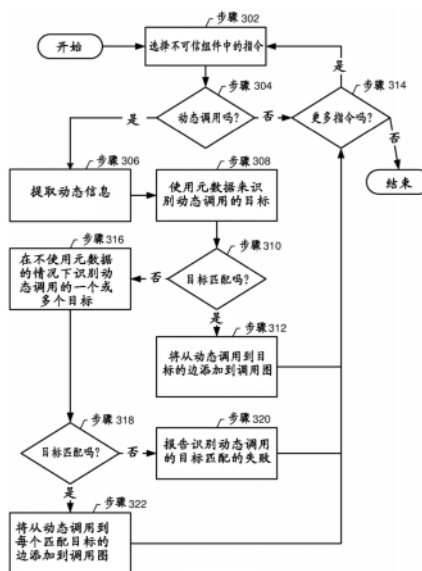 步骤 302
开始
选择不可信组件中的指令
步骤 304
步骤 314
是
动态调用吗?
否
更多指令吗?
是
否
步骤 306
步骤 308
结束
提取动态信息
使用元数据来识
别动态调用的目标
步骤 316
步骤 310
在不使用元数据
的情况下识别动
态调用的一个或
多个目标
否
目标匹配吗?
是
步骤 312
将从动态调用到目
标的边添加到调用图
步骤 318
步骤 320
目标匹配吗?
否
报告识别动态调用
的目标匹配的失败
是
步骤 322
将从动态调用到
每个匹配目标的
边添加到调用图